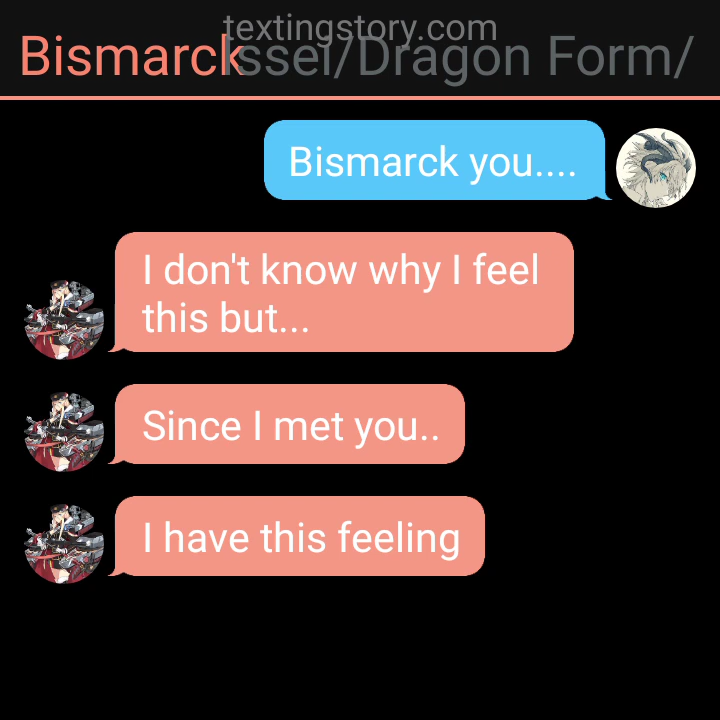 textingstory.com
Bismarck
ssel/Dragon Form/
Bismarck you....
I don't know why I feel
this but...
Since I met you..
I have this feeling